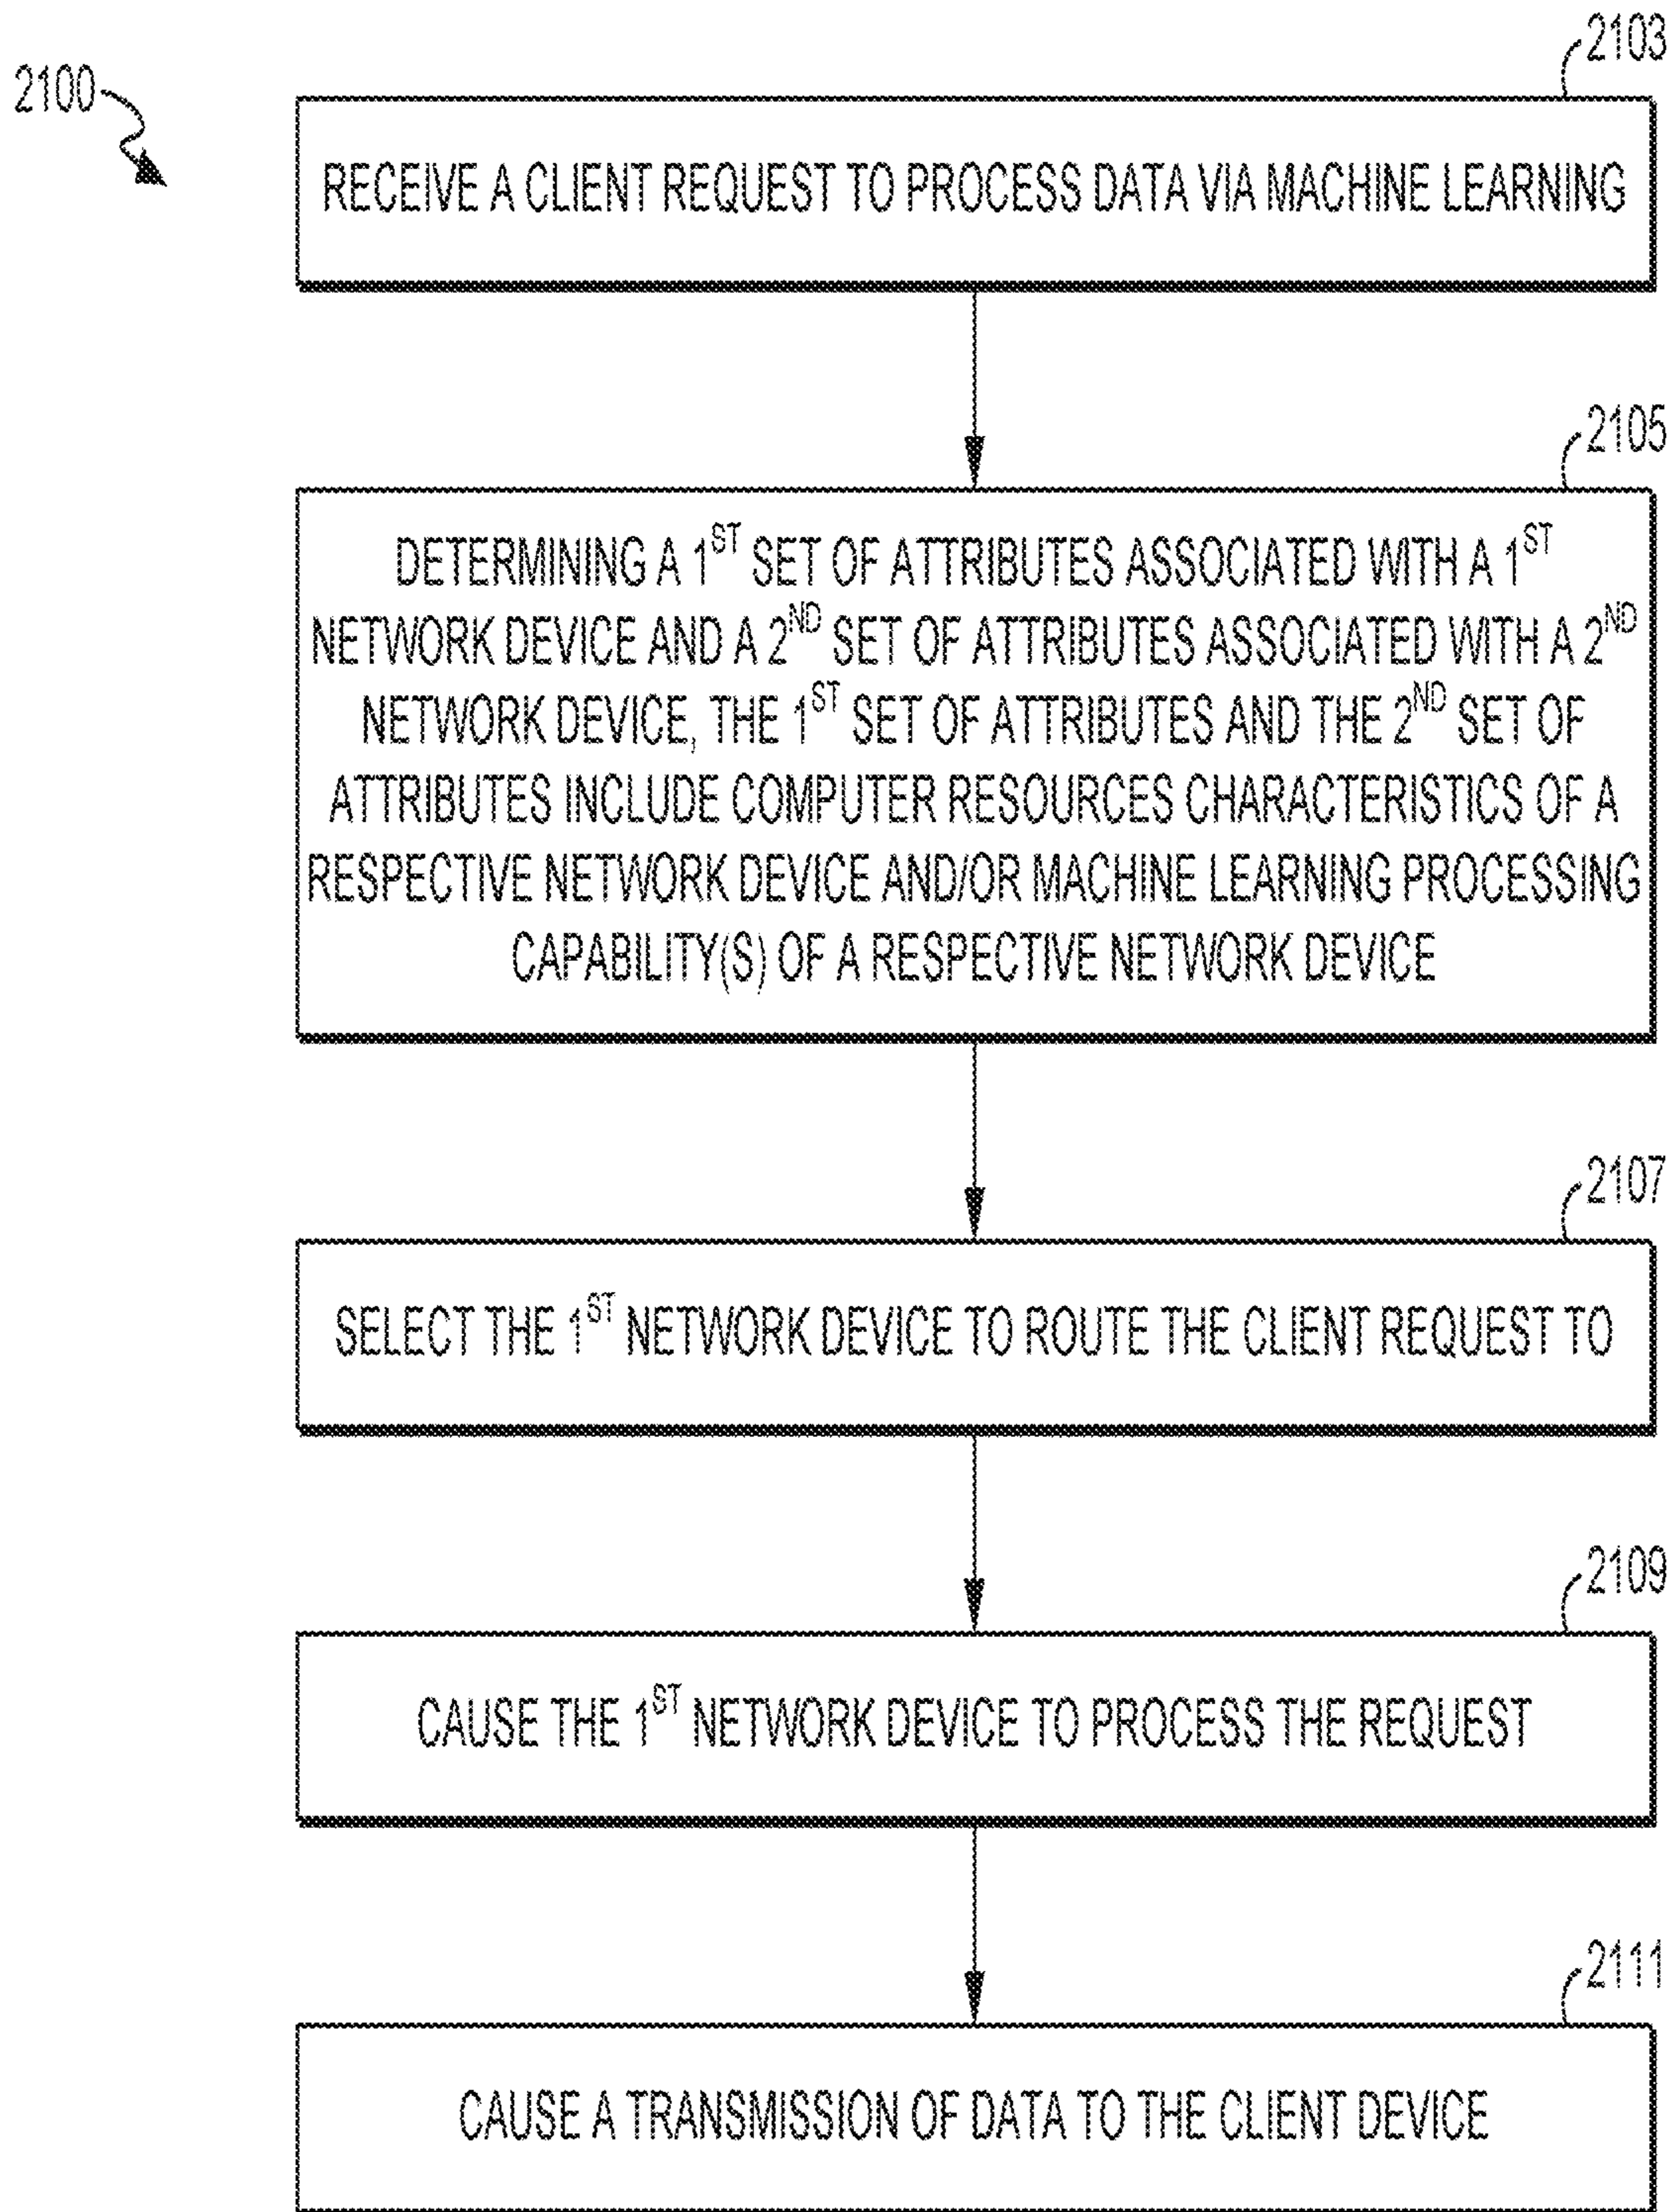 2100
2103
RECEIVE A CLIENT REQUEST TO PROCESS DATA VIA MACHINE LEARNING
2105
DETERMINING A 1ST SET OF ATTRIBUTES ASSOCIATED WITH A 1ST
NETWORK DEVICE AND A 2ND SET OF ATTRIBUTES ASSOCIATED WITH A 2ND
NETWORK DEVICE, THE 1ST SET OF ATTRIBUTES AND THE 2ND SET OF
ATTRIBUTES INCLUDE COMPUTER RESOURCES CHARACTERISTICS OF A
RESPECTIVE NETWORK DEVICE AND/OR MACHINE LEARNING PROCESSING
CAPABILITY(S) OF A RESPECTIVE NETWORK DEVICE
2107
SELECT THE 1ST NETWORK DEVICE TO ROUTE THE CLIENT REQUEST TO
2109
CAUSE THE 1ST NETWORK DEVICE TO PROCESS THE REQUEST
2111
CAUSE A TRANSMISSION OF DATA TO THE CLIENT DEVICE